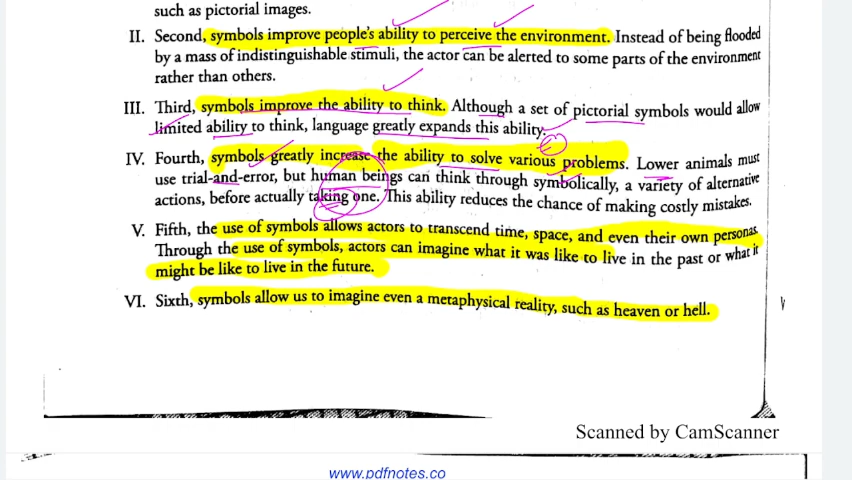 such as pictorial images.
II. Second, symbols improve people's ability to perceive the environment. Instead of being flooded
by a mass of indistinguishable stimuli, the actor can be alerted to some parts of the environment
rather than others.
III. Third, symbols improve the ability to think. Although a set of pictorial symbols would allow
limited ability to think, language greatly expands this ability.
IV. Fourth, symbols greatly increase the ability to solve various problems. Lower animals must
use trial-and-error, but human beings can think through symbolically, a variety of alternative
actions, before actually taking one. This ability reduces the chance of making costly mistakes.
V. Fifth, the use of symbols allows actors to transcend time, space, and even their own personas.
Through the use of symbols, actors can imagine what it was like to live in the past or what it
might be like to live in the future.
VI. Sixth, symbols allow us to imagine even a metaphysical reality, such as heaven or hell.
Scanned by CamScanner
www.pdfnotes.co